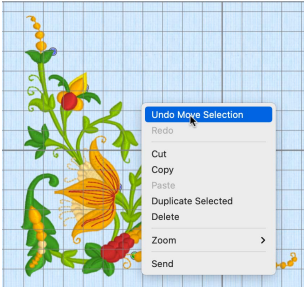 Undo Move Selection
Redo
Cut
Copy
Paste
Duplicate Selected
Delete
Zoom
Send